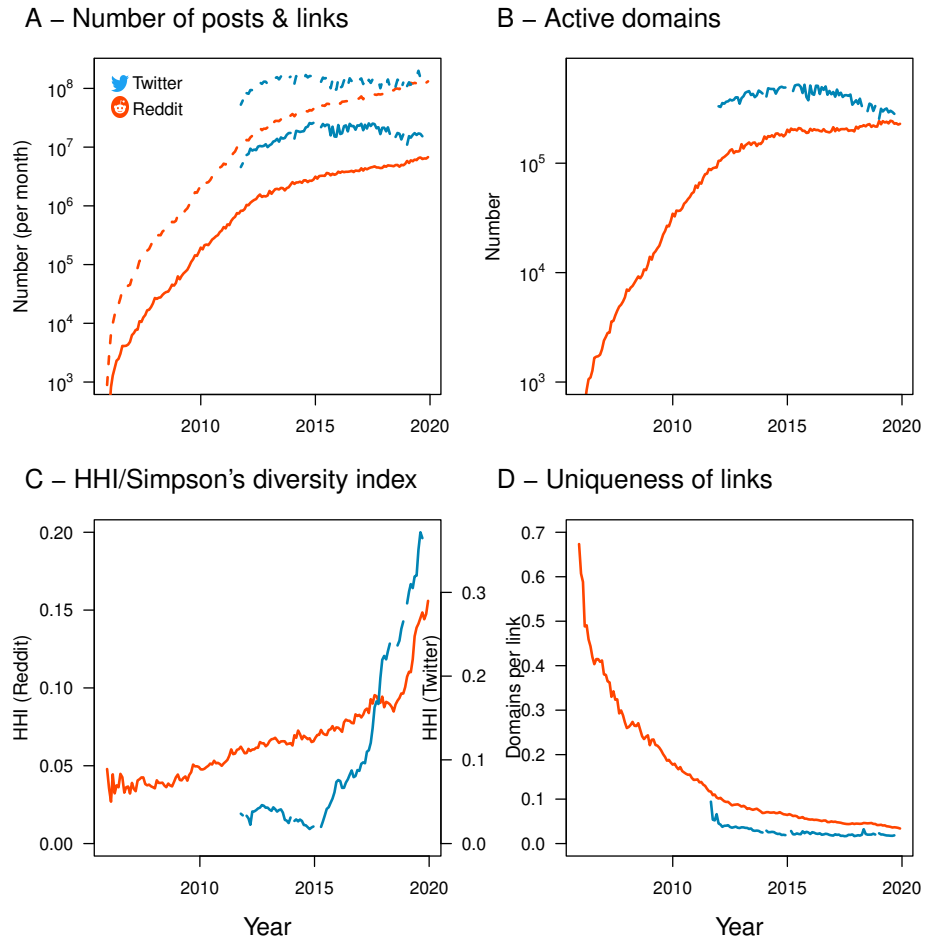 A – Number of posts & links
Number (per month)
10^8
10^7
10^6
10^5
10^4
10^3
Twitter
Reddit
2010 2015 2020
B – Active domains
Number
10^5
10^4
10^3
2010 2015 2020
C – HHI/Simpson's diversity index
HHI (Reddit)
0.20
0.15
0.10
0.05
0.00
HHI (Twitter)
0.3
0.2
0.1
0.0
2010 2015 2020
Year
D – Uniqueness of links
Domains per link
0.7
0.6
0.5
0.4
0.3
0.2
0.1
0.0
2010 2015 2020
Year